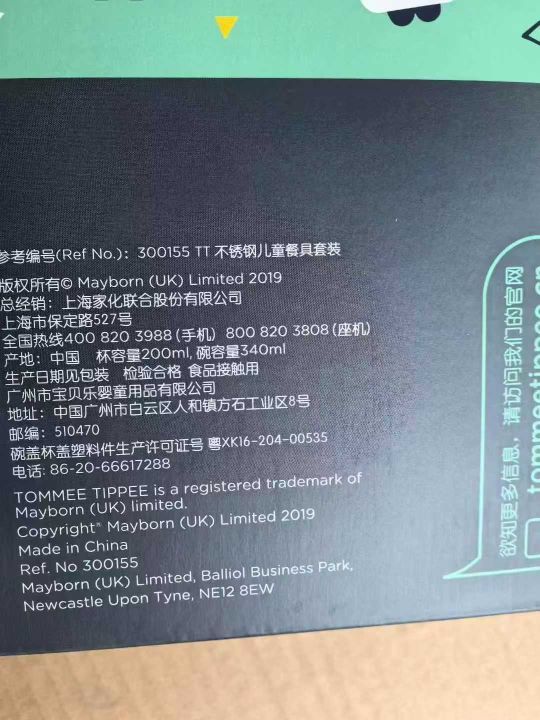 参考编号(Ref No.)：300155 TT 不锈钢儿童餐具套装
版权所有© Mayborn (UK) Limited 2019
总经销：上海家化联合股份有限公司
上海市保定路527号
全国热线400 820 3988 (手机) 800 820 3808 (座机)
产地：中国 杯容量200ml, 碗容量340ml
生产日期见包装 检验合格 食品接触用
广州市宝贝乐婴童用品有限公司
地址：中国广州市白云区人和镇方石工业区8号
邮编：510470
碗盖杯盖塑料件生产许可证号 粤XK16-204-00535
电话: 86-20-66617288
TOMMEE TIPPEE is a registered trademark of
Mayborn (UK) limited.
Copyright® Mayborn (UK) Limited 2019
Made in China
Ref. No 300155
Mayborn (UK) Limited, Balliol Business Park,
Newcastle Upon Tyne, NE12 8EW
欲知更多信息，请访问我们的官网
tommeetippee.cn